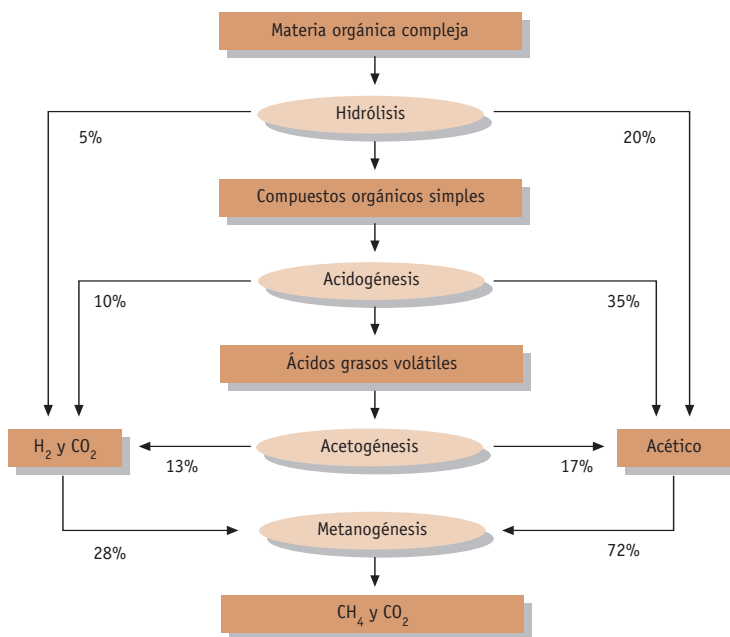 Materia orgánica compleja
Hidrólisis
5%
20%
Compuestos orgánicos simples
Acidogénesis
10%
35%
Ácidos grasos volátiles
H₂ y CO₂
Acetogénesis
Acético
13%
17%
Metanogénesis
28%
72%
CH₄ y CO₂